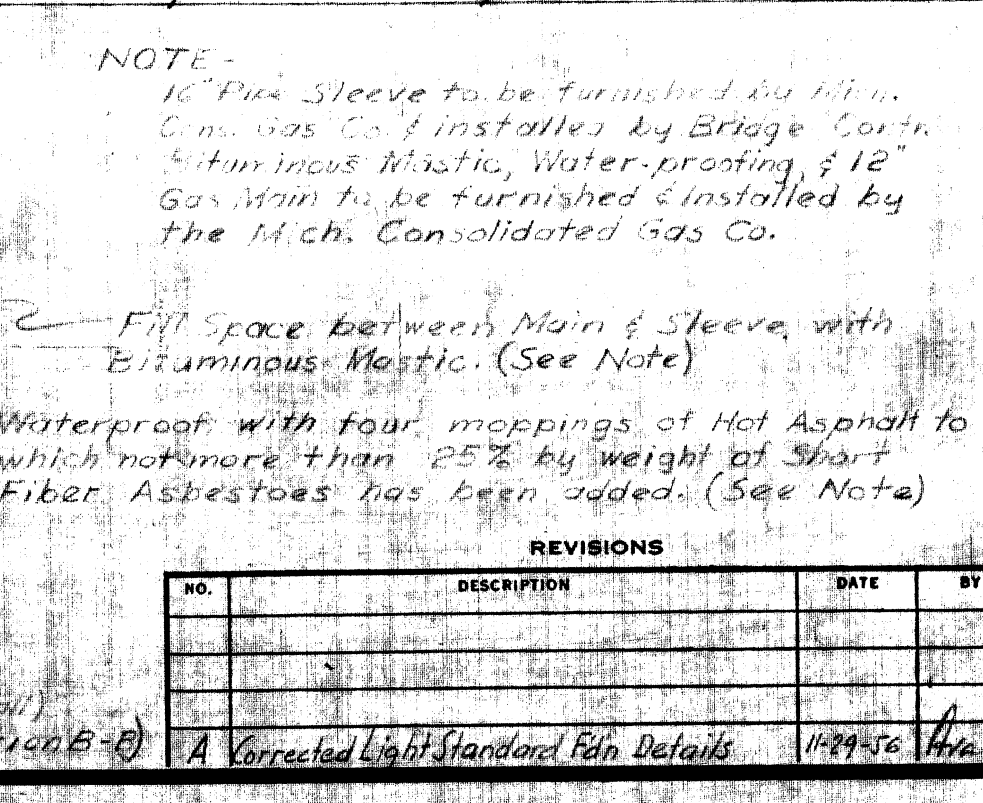 NOTE-
16" Pipe Sleeve to be furnished by Mich.
Cons. Gas Co. & installed by Bridge Contr.
Bituminous Mastic, Water-proofing, & 12"
Gas Main to be furnished & installed by
the Mich. Consolidated Gas Co.
Fill Space between Main & Sleeve with
Bituminous Mastic. (See Note)
Waterproof with four moppings of Hot Asphalt to
which not more than 25% by weight of Short
Fiber Asbestoes has been added. (See Note)
REVISIONS
NO. DESCRIPTION DATE BY
B-B)
A Corrected Light Standard Fdn Details 11-29-56